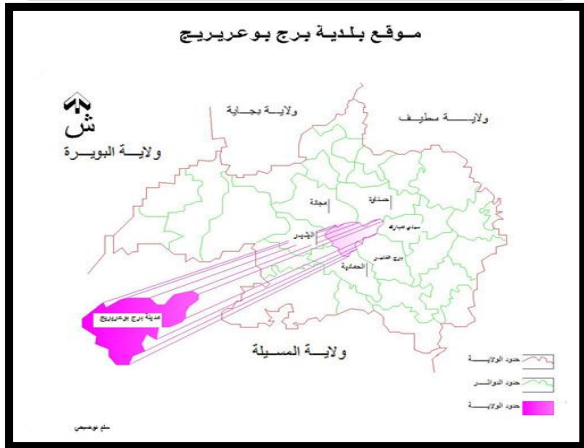 موقع بلدية برج بوعريريج
ولاية بجاية
ولاية سطيف
ش
ولاية البويرة
حسناوة
مجانة
سيدي امبارك
اليشير
برج الغدير
الحمادية
مدينة برج بوعريريج
ولاية المسيلة
حدود الولاية
حدود الدوائر
حدود الولاية
سلم توضيحي